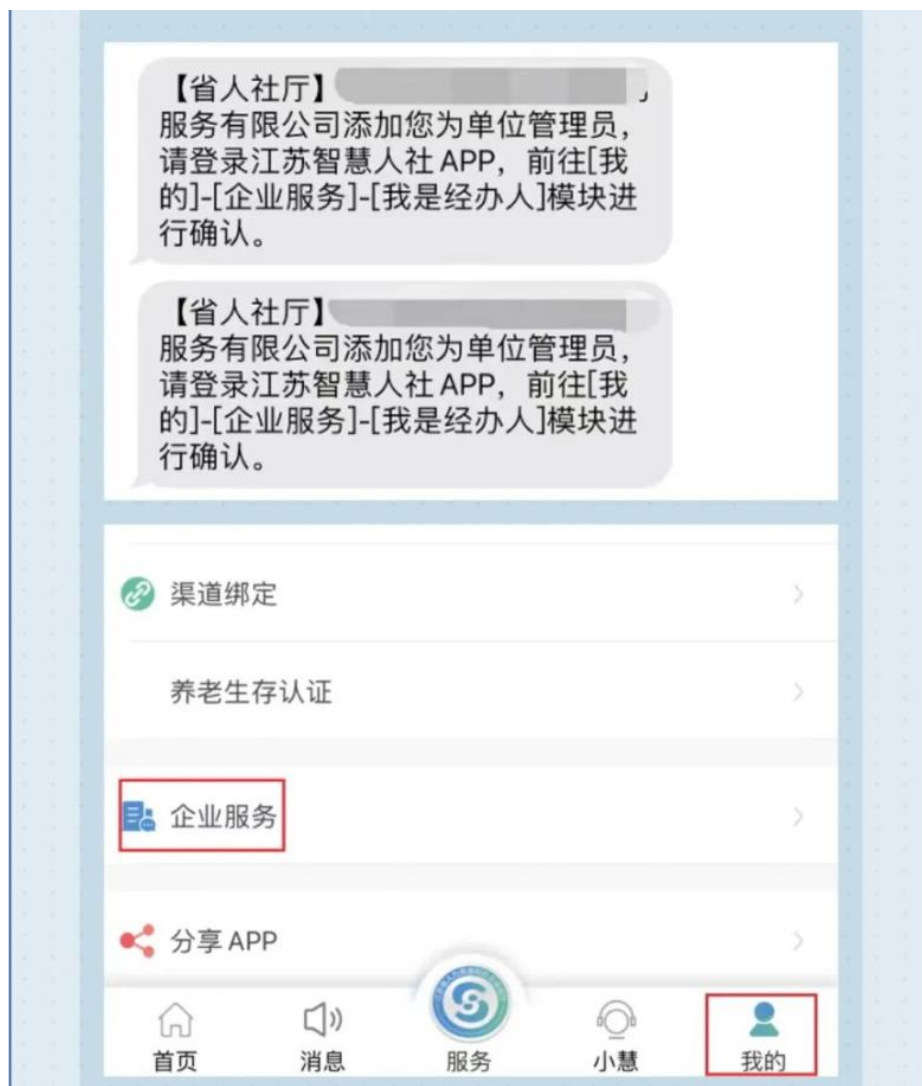 【省人社厅】
服务有限公司添加您为单位管理员，
请登录江苏智慧人社APP，前往[我
的]-[企业服务]-[我是经办人]模块进
行确认。
【省人社厅】
服务有限公司添加您为单位管理员，
请登录江苏智慧人社APP，前往[我
的]-[企业服务]-[我是经办人]模块进
行确认。
渠道绑定
养老生存认证
企业服务
分享APP
首页 消息 服务 小慧 我的